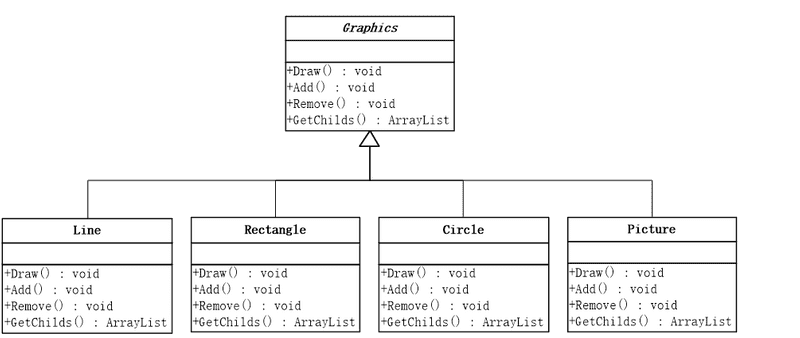 Graphics
+Draw() : void
+Add() : void
+Remove() : void
+GetChilds() : ArrayList
Line
+Draw() : void
+Add() : void
+Remove() : void
+GetChilds() : ArrayList
Rectangle
+Draw() : void
+Add() : void
+Remove() : void
+GetChilds() : ArrayList
Circle
+Draw() : void
+Add() : void
+Remove() : void
+GetChilds() : ArrayList
Picture
+Draw() : void
+Add() : void
+Remove() : void
+GetChilds() : ArrayList